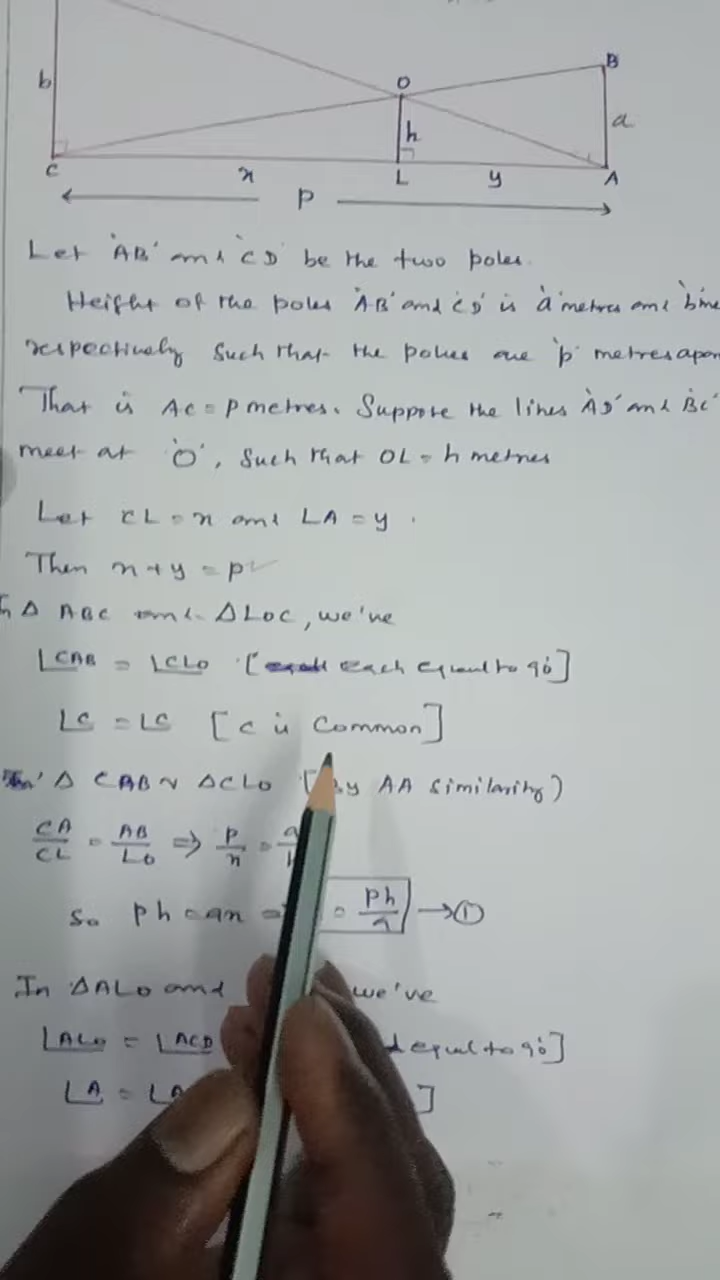 b
O
B
h
a
C
x
L
y
A
P
Let 'AB' and 'CD' be the two poles.
Height of the poles 'AB' and 'CD' is 'a' metres and 'b' me
respectively such that the poles are 'p' metres apar
That is AC = p metres. Suppose the lines 'AD' and 'BC'
meet at 'O', such that OL = h metres
Let CL = x and LA = y.
Then x + y = p
In Δ ABC and Δ LOC, we've
∠CAB = ∠CLO [each equal to 90]
∠C = ∠C [C is common]
Δ CAB ~ Δ CLO [By AA similarity)
CA/CL = AB/LO ⇒ P/x = a/
So Ph = ax = Ph/a → ①
In Δ ALO and we've
∠ALO = ∠ACD equal to 90]
∠A = ∠A ]